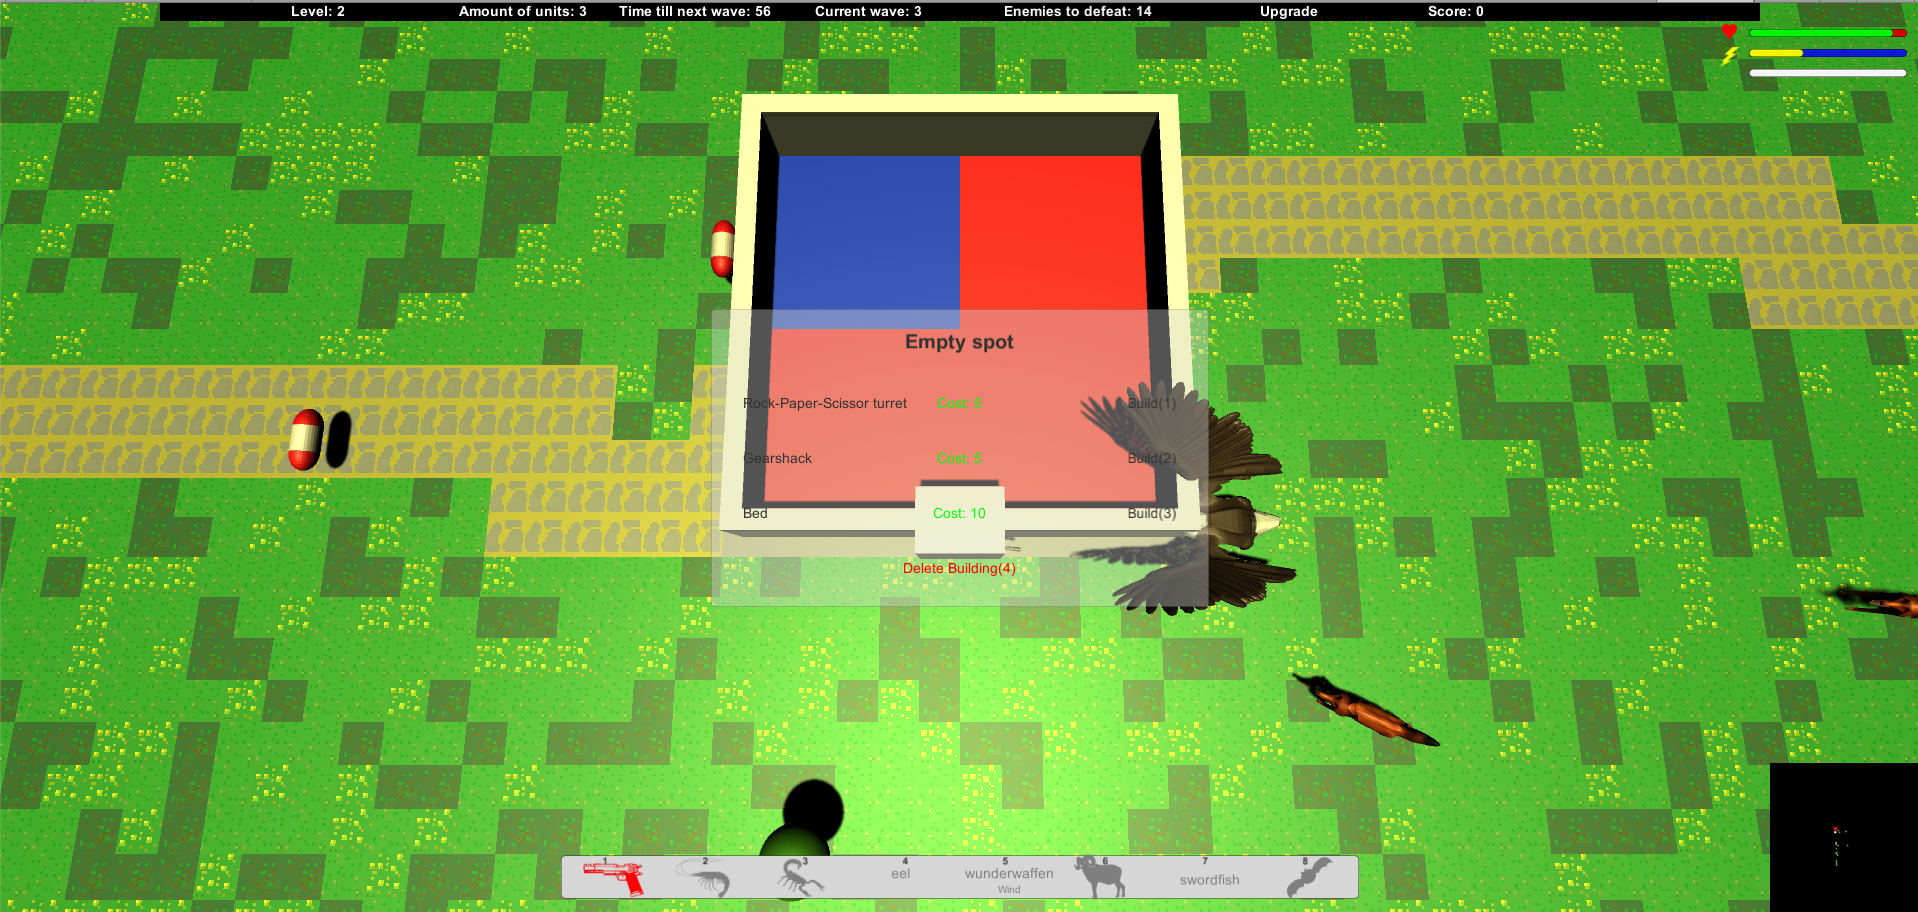 Level: 2 Amount of units: 3 Time till next wave: 56 Current wave: 3 Enemies to defeat: 14 Upgrade Score: 0
Empty spot
Rock-Paper-Scissor turret Cost: 5 Build(1)
Gearshack Cost: 5 Build(2)
Bed Cost: 10 Build(3)
Delete Building(4)
1 2 3 4 5 6 7 8
eel wunderwaffen swordfish
Wind